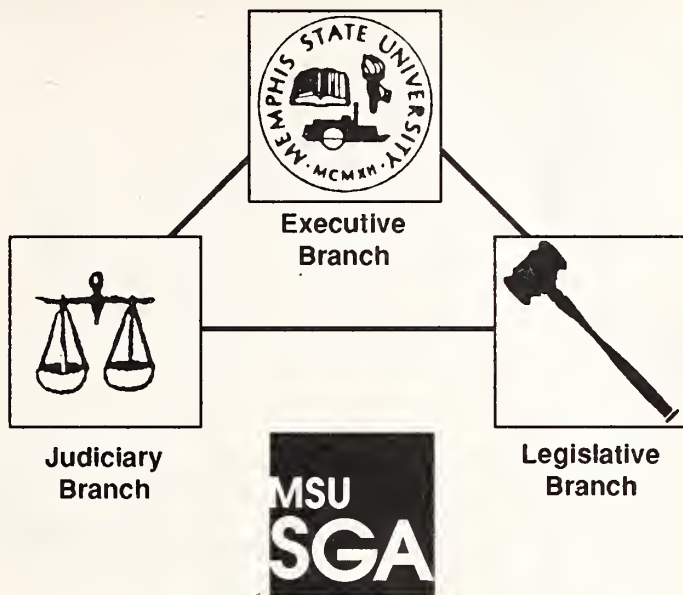 MEMPHIS STATE UNIVERSITY
· MCMXII ·
Executive
Branch
Judiciary
Branch
Legislative
Branch
MSU
SGA